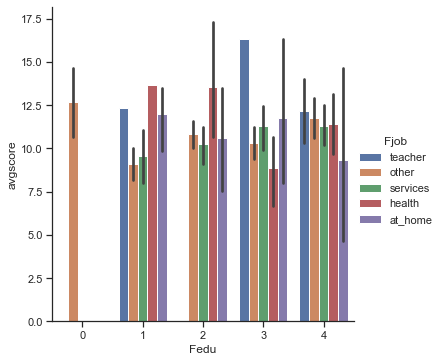 17.5
15.0
12.5
10.0
7.5
5.0
2.5
0.0
avgscore
0 1 2 3 4
Fedu
Fjob
teacher
other
services
health
at_home